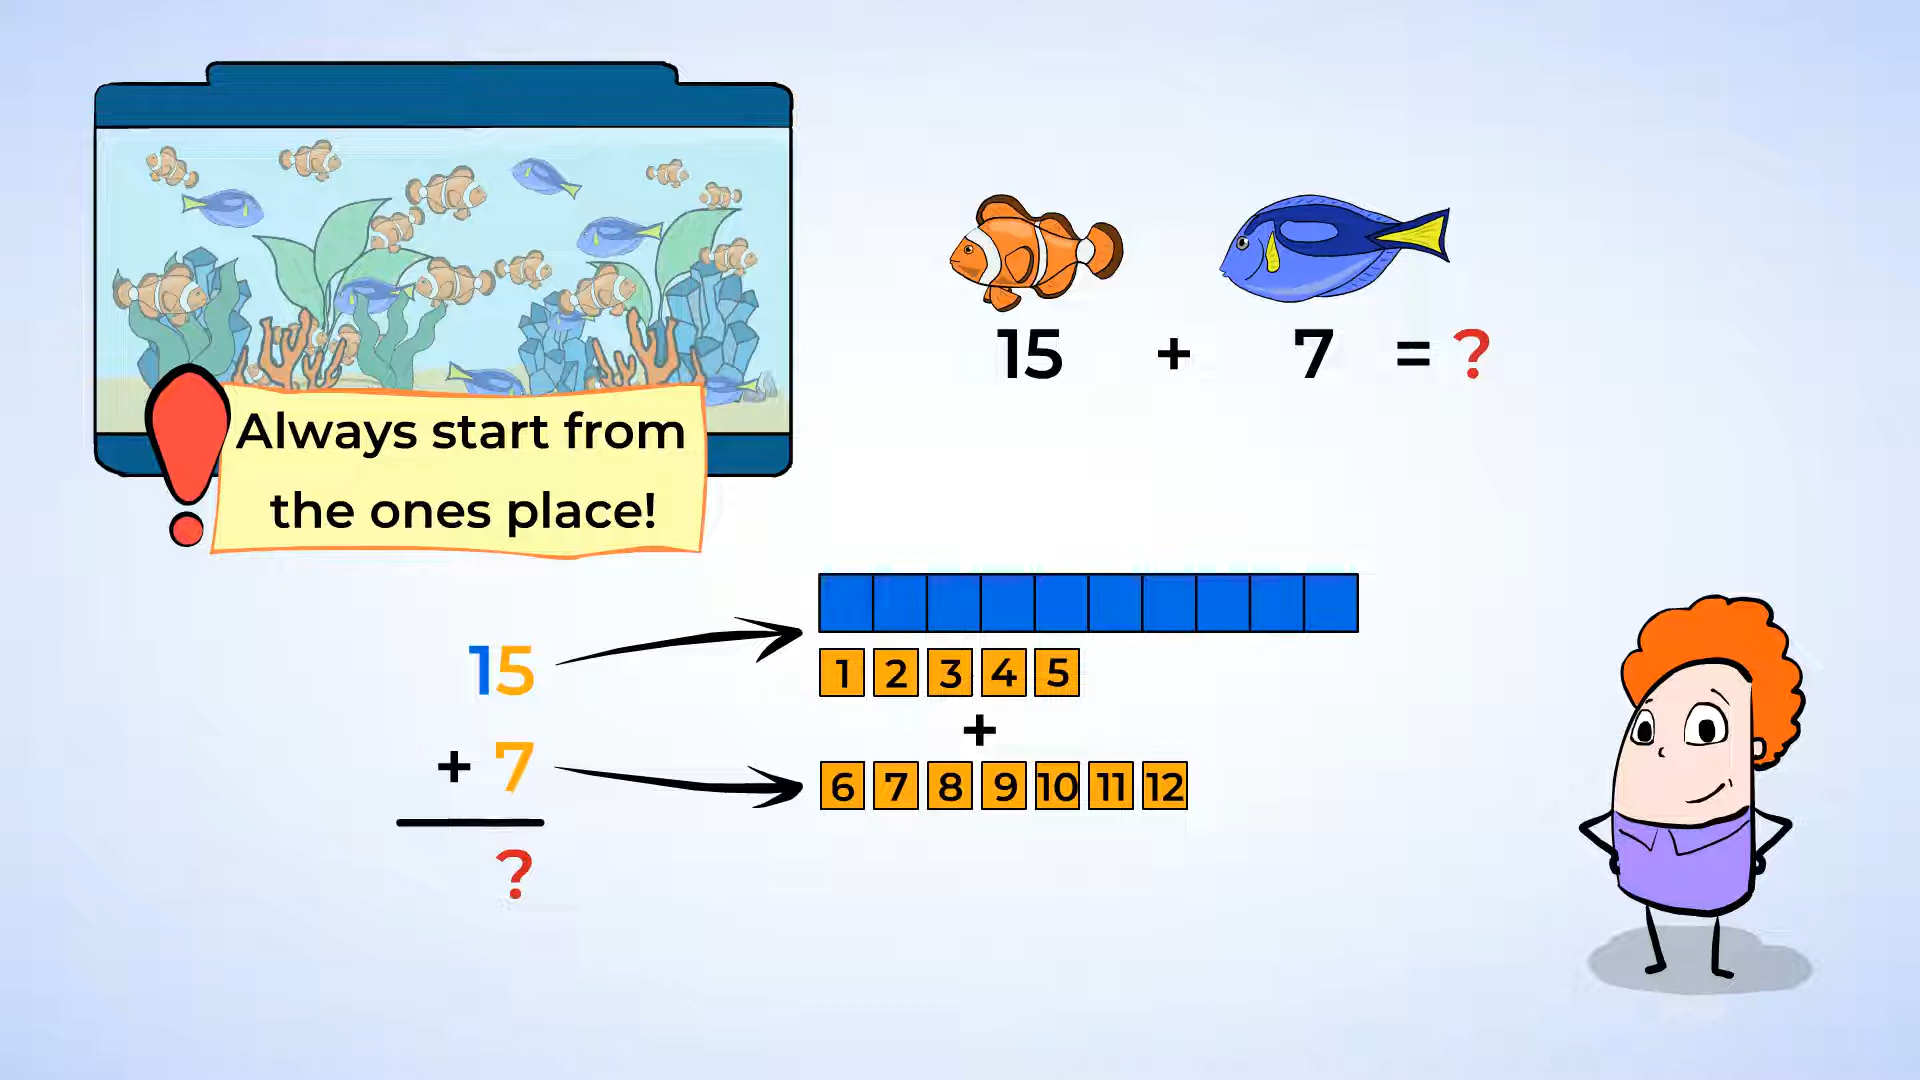 15 + 7 = ?
Always start from
the ones place!
15
+ 7
?
1 2 3 4 5
+
6 7 8 9 10 11 12